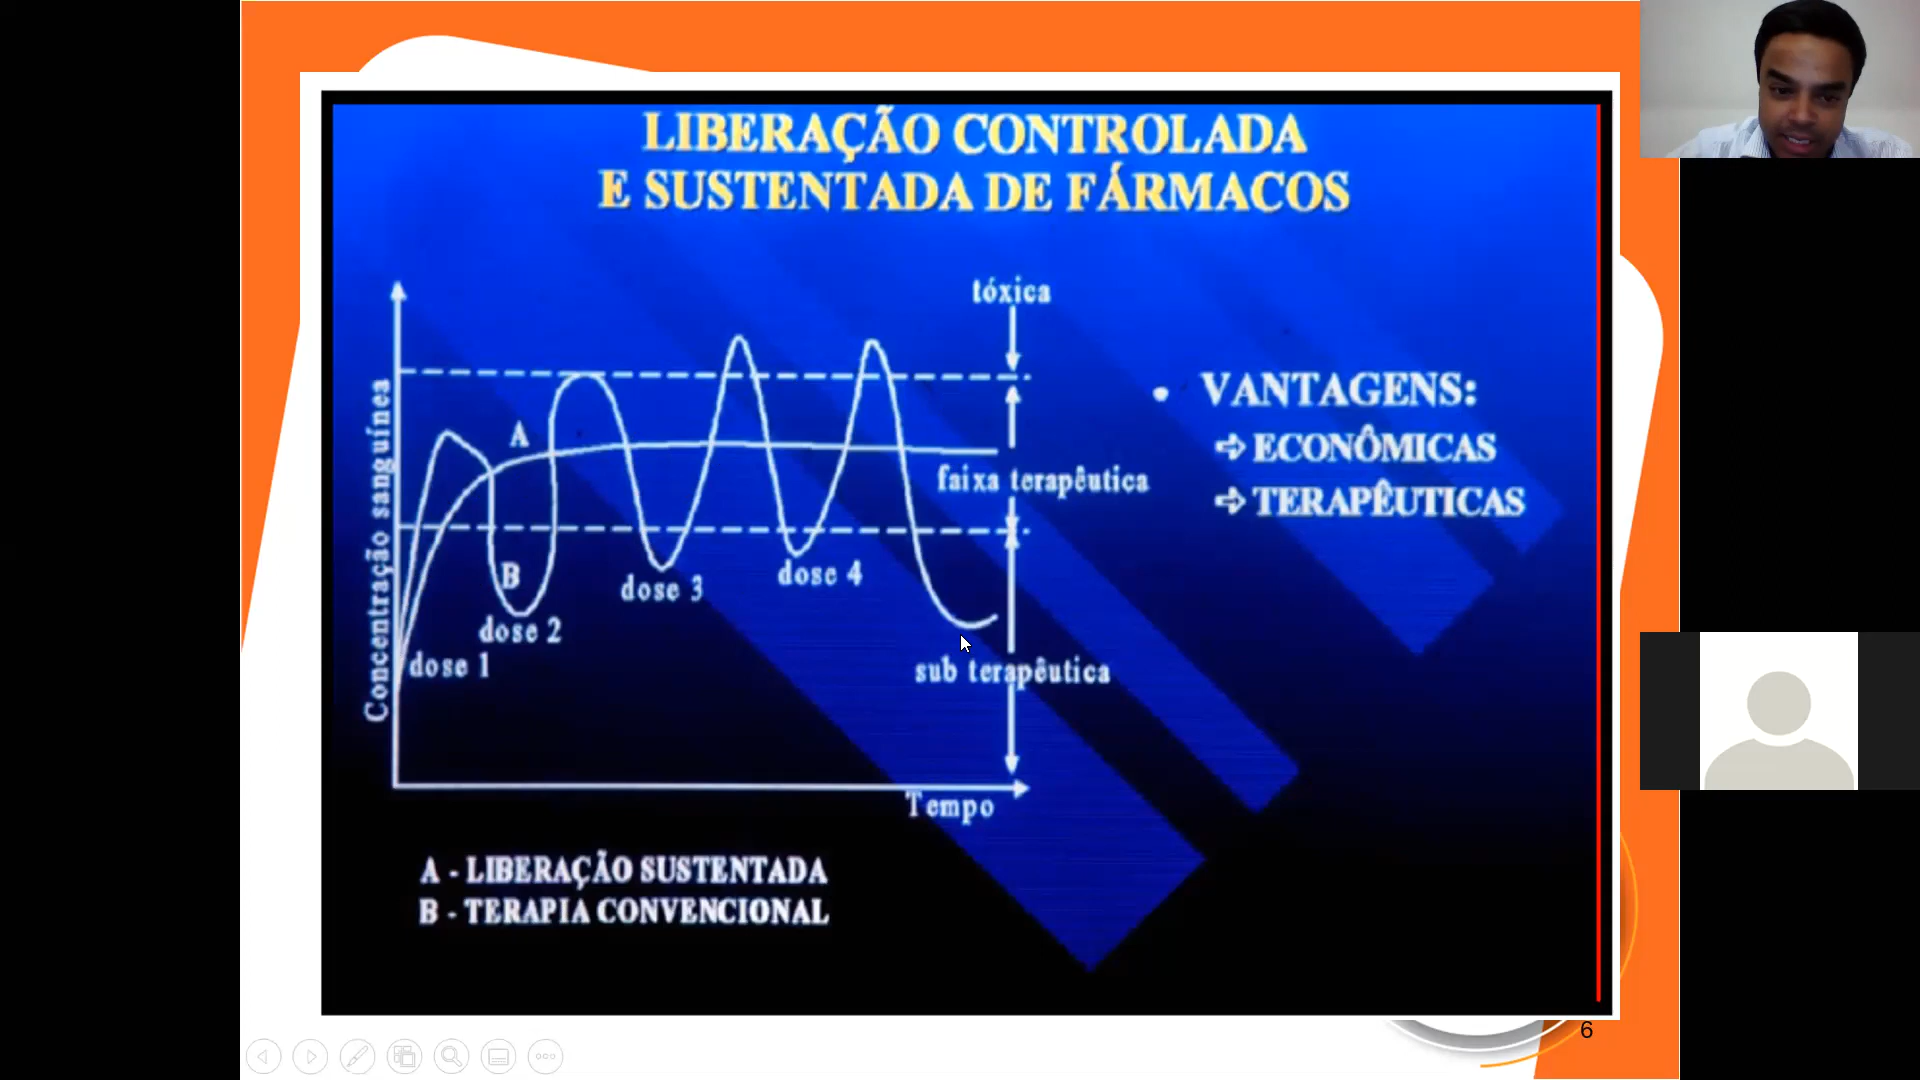 LIBERAÇÃO CONTROLADA
E SUSTENTADA DE FÁRMACOS
tóxica
Concentração sanguínea
A
faixa terapêutica
B
dose 1
dose 2
dose 3
dose 4
sub terapêutica
Tempo
• VANTAGENS:
⇨ ECONÔMICAS
⇨ TERAPÊUTICAS
A - LIBERAÇÃO SUSTENTADA
B - TERAPIA CONVENCIONAL
6